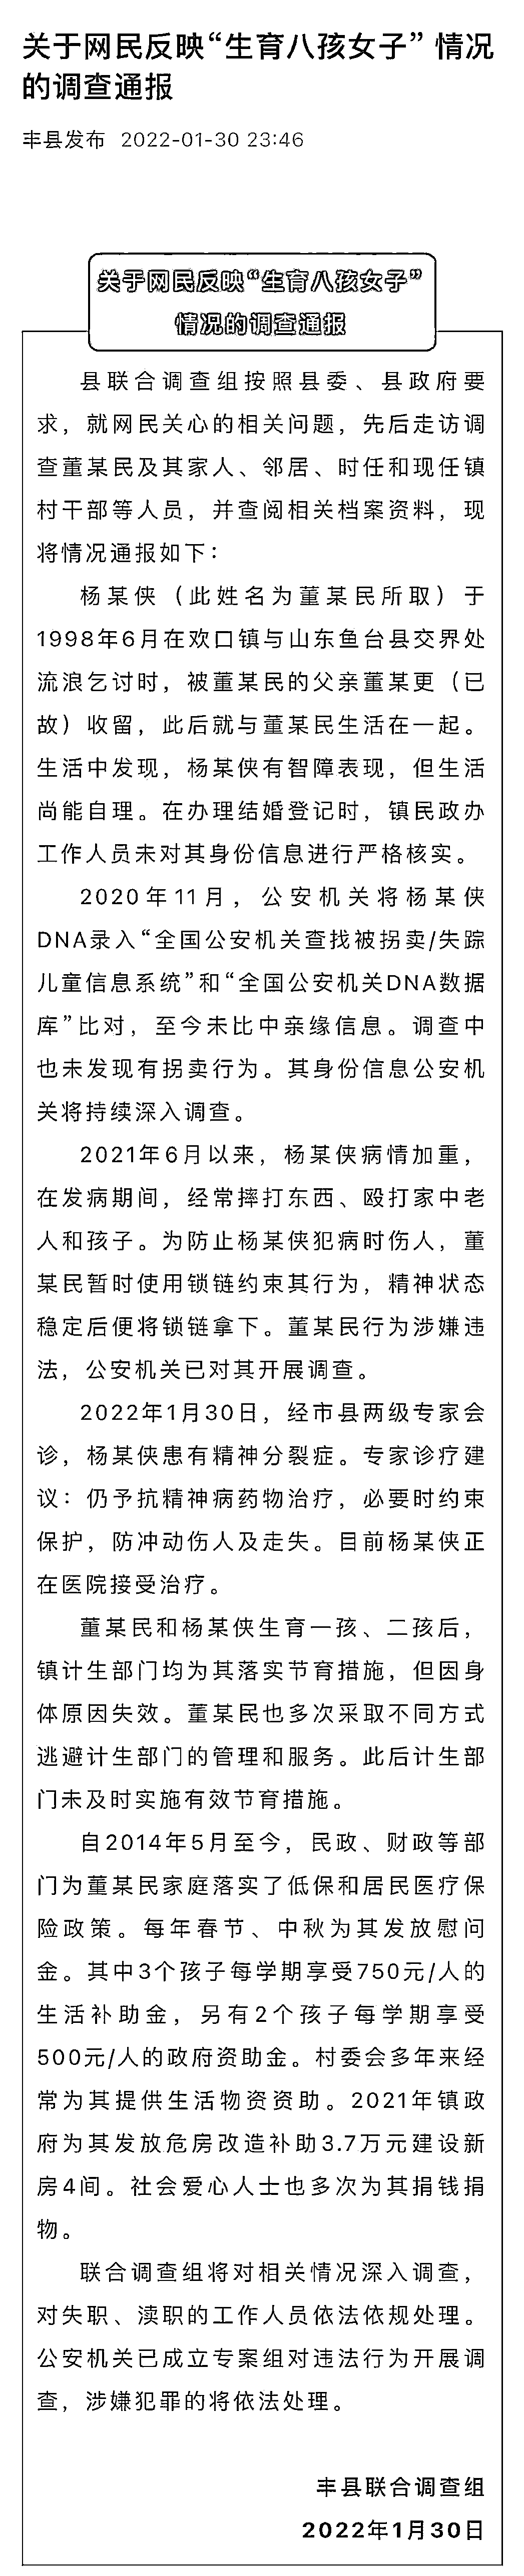 关于网民反映“生育八孩女子” 情况
的调查通报
丰县发布 2022-01-30 23:46
关于网民反映“生育八孩女子”
情况的调查通报
县联合调查组按照县委、县政府要
求，就网民关心的相关问题，先后走访调
查董某民及其家人、邻居、时任和现任镇
村干部等人员，并查阅相关档案资料，现
将情况通报如下：
杨某侠（此姓名为董某民所取）于
1998年6月在欢口镇与山东鱼台县交界处
流浪乞讨时，被董某民的父亲董某更（已
故）收留，此后就与董某民生活在一起。
生活中发现，杨某侠有智障表现，但生活
尚能自理。在办理结婚登记时，镇民政办
工作人员未对其身份信息进行严格核实。
2020年11月，公安机关将杨某侠
DNA录入“全国公安机关查找被拐卖/失踪
儿童信息系统”和“全国公安机关DNA数据
库”比对，至今未比中亲缘信息。调查中
也未发现有拐卖行为。其身份信息公安机
关将持续深入调查。
2021年6月以来，杨某侠病情加重，
在发病期间，经常摔打东西、殴打家中老
人和孩子。为防止杨某侠犯病时伤人，董
某民暂时使用锁链约束其行为，精神状态
稳定后便将锁链拿下。董某民行为涉嫌违
法，公安机关已对其开展调查。
2022年1月30日，经市县两级专家会
诊，杨某侠患有精神分裂症。专家诊疗建
议：仍予抗精神病药物治疗，必要时约束
保护，防冲动伤人及走失。目前杨某侠正
在医院接受治疗。
董某民和杨某侠生育一孩、二孩后，
镇计生部门均为其落实节育措施，但因身
体原因失效。董某民也多次采取不同方式
逃避计生部门的管理和服务。此后计生部
门未及时实施有效节育措施。
自2014年5月至今，民政、财政等部
门为董某民家庭落实了低保和居民医疗保
险政策。每年春节、中秋为其发放慰问
金。其中3个孩子每学期享受750元/人的
生活补助金，另有2个孩子每学期享受
500元/人的政府资助金。村委会多年来经
常为其提供生活物资资助。2021年镇政
府为其发放危房改造补助3.7万元建设新
房4间。社会爱心人士也多次为其捐钱捐
物。
联合调查组将对相关情况深入调查，
对失职、渎职的工作人员依法依规处理。
公安机关已成立专案组对违法行为开展调
查，涉嫌犯罪的将依法处理。
丰县联合调查组
2022年1月30日